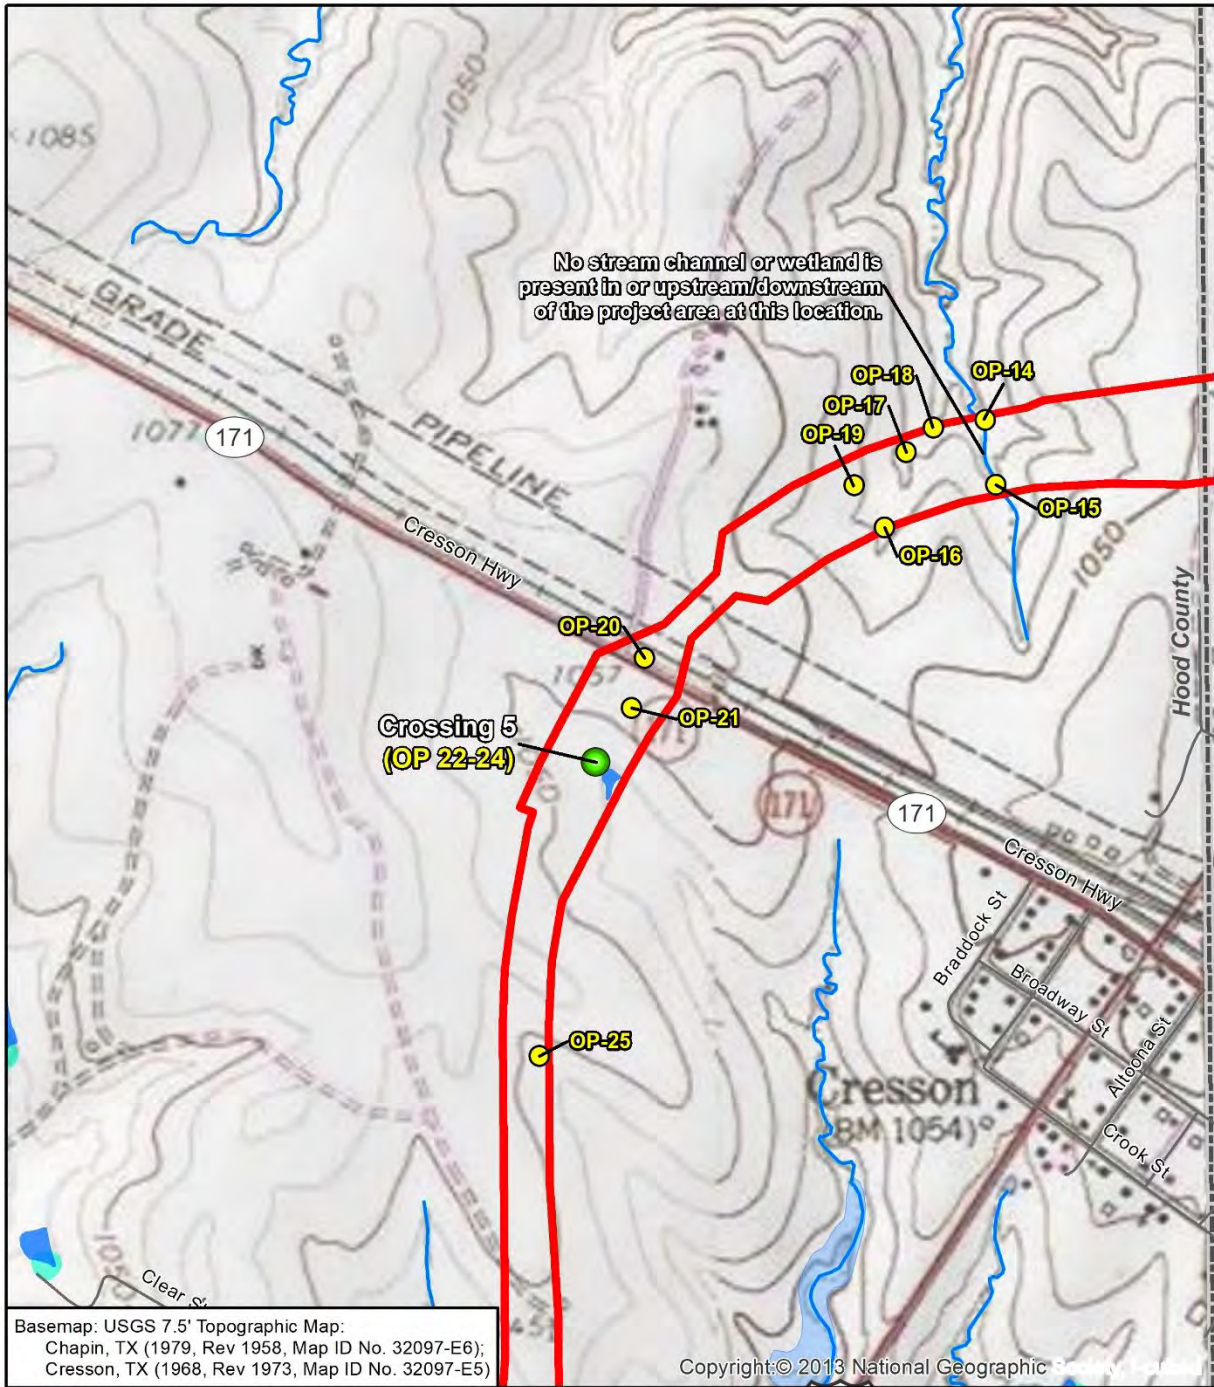 1050
1085
No stream channel or wetland is
present in or upstream/downstream
of the project area at this location.
GRADE
PIPELINE
1077
171
OP-18
OP-14
OP-17
OP-19
OP-15
OP-16
Cresson Hwy
1050
Hood County
OP-20
1057
OP-21
171
Crossing 5
(OP 22-24)
1060
171
171
Cresson Hwy
Braddock St
Broadway St
Altoona St
Crook St
OP-25
Cresson
(BM 1054)
1050
Clear
Basemap: USGS 7.5' Topographic Map:
Chapin, TX (1979, Rev 1958, Map ID No. 32097-E6);
Cresson, TX (1968, Rev 1973, Map ID No. 32097-E5)
Copyright:© 2013 National Geographic Society, i-cubed